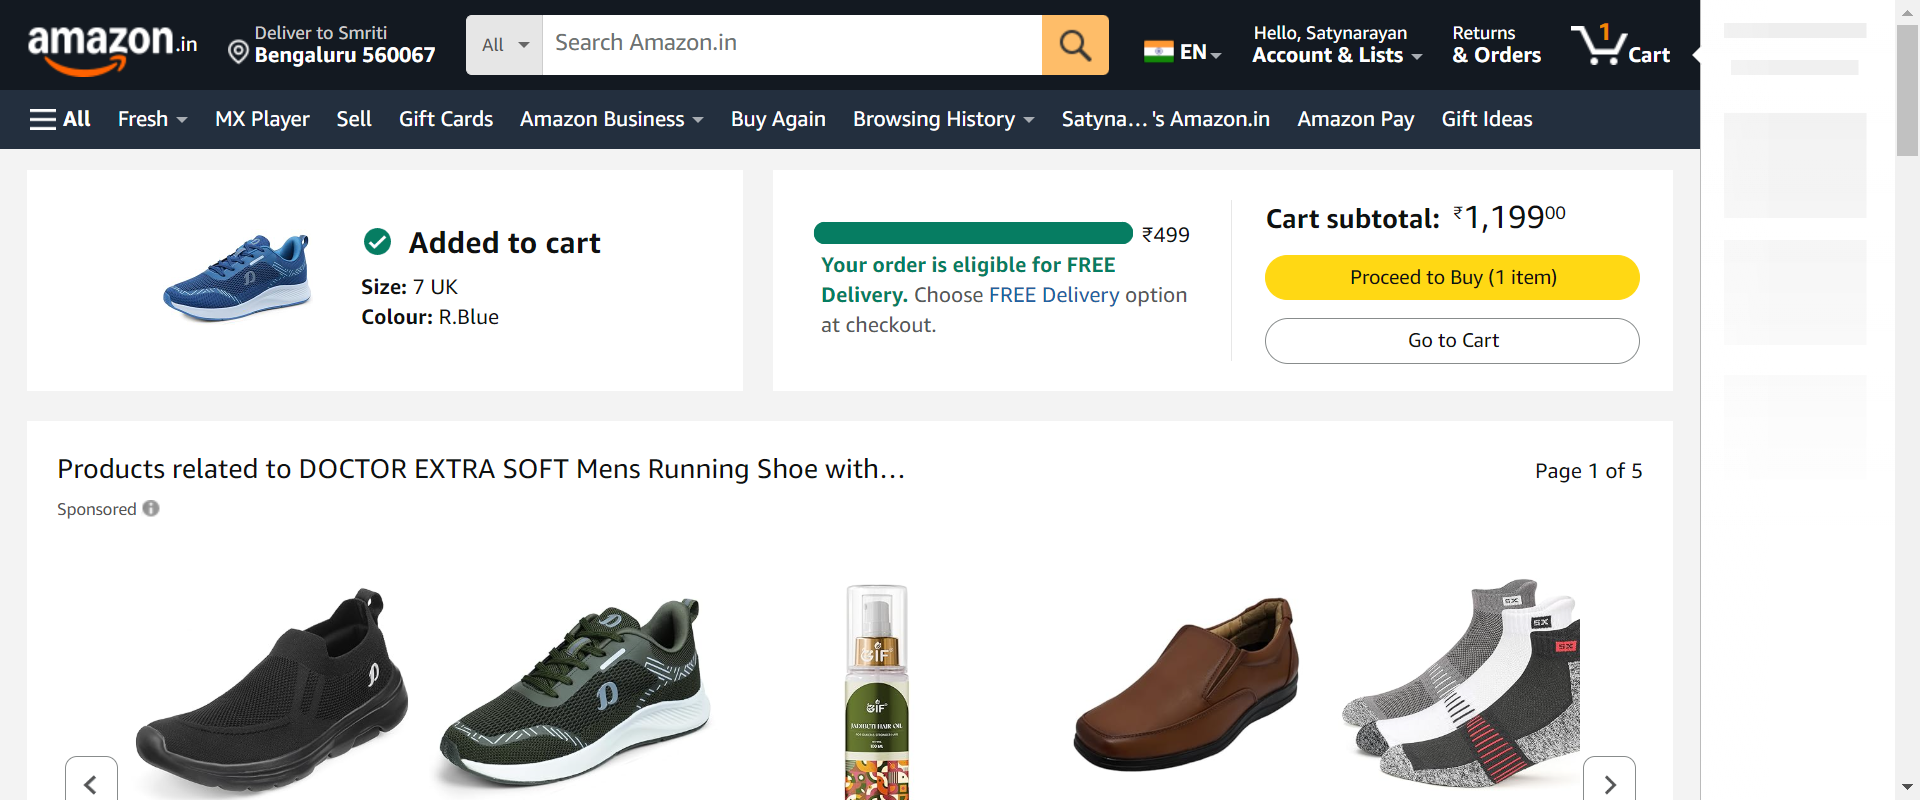 amazon.in
Deliver to Smriti
Bengaluru 560067
All
Search Amazon.in
EN
Hello, Satynarayan
Account & Lists
Returns
& Orders
1
Cart
All
Fresh
MX Player
Sell
Gift Cards
Amazon Business
Buy Again
Browsing History
Satyna...'s Amazon.in
Amazon Pay
Gift Ideas
Added to cart
Size: 7 UK
Colour: R.Blue
₹499
Your order is eligible for FREE
Delivery. Choose FREE Delivery option
at checkout.
Cart subtotal: ₹1,19900
Proceed to Buy (1 item)
Go to Cart
Products related to DOCTOR EXTRA SOFT Mens Running Shoe with...
Page 1 of 5
Sponsored
D
D
D
GIF
GIF
HAIR OIL
SX
SX
SX